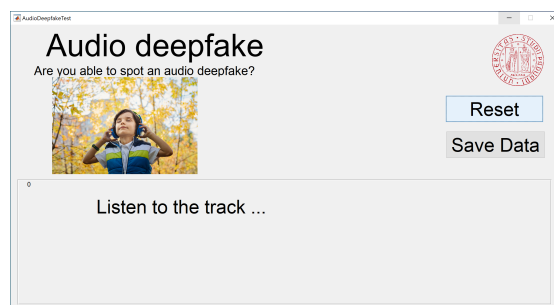 AudioDeepfakeTest
Audio deepfake
Are you able to spot an audio deepfake?
Reset
Save Data
0
Listen to the track ...